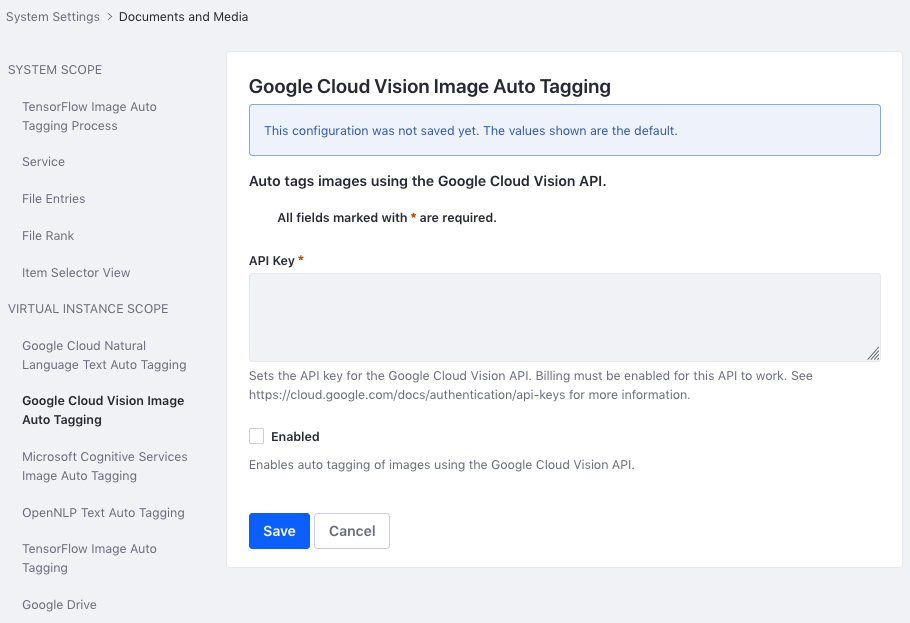 System Settings > Documents and Media
SYSTEM SCOPE
TensorFlow Image Auto
Tagging Process
Service
File Entries
File Rank
Item Selector View
VIRTUAL INSTANCE SCOPE
Google Cloud Natural
Language Text Auto Tagging
Google Cloud Vision Image
Auto Tagging
Microsoft Cognitive Services
Image Auto Tagging
OpenNLP Text Auto Tagging
TensorFlow Image Auto
Tagging
Google Drive
Google Cloud Vision Image Auto Tagging
This configuration was not saved yet. The values shown are the default.
Auto tags images using the Google Cloud Vision API.
All fields marked with * are required.
API Key *
Sets the API key for the Google Cloud Vision API. Billing must be enabled for this API to work. See
https://cloud.google.com/docs/authentication/api-keys for more information.
Enabled
Enables auto tagging of images using the Google Cloud Vision API.
Save Cancel